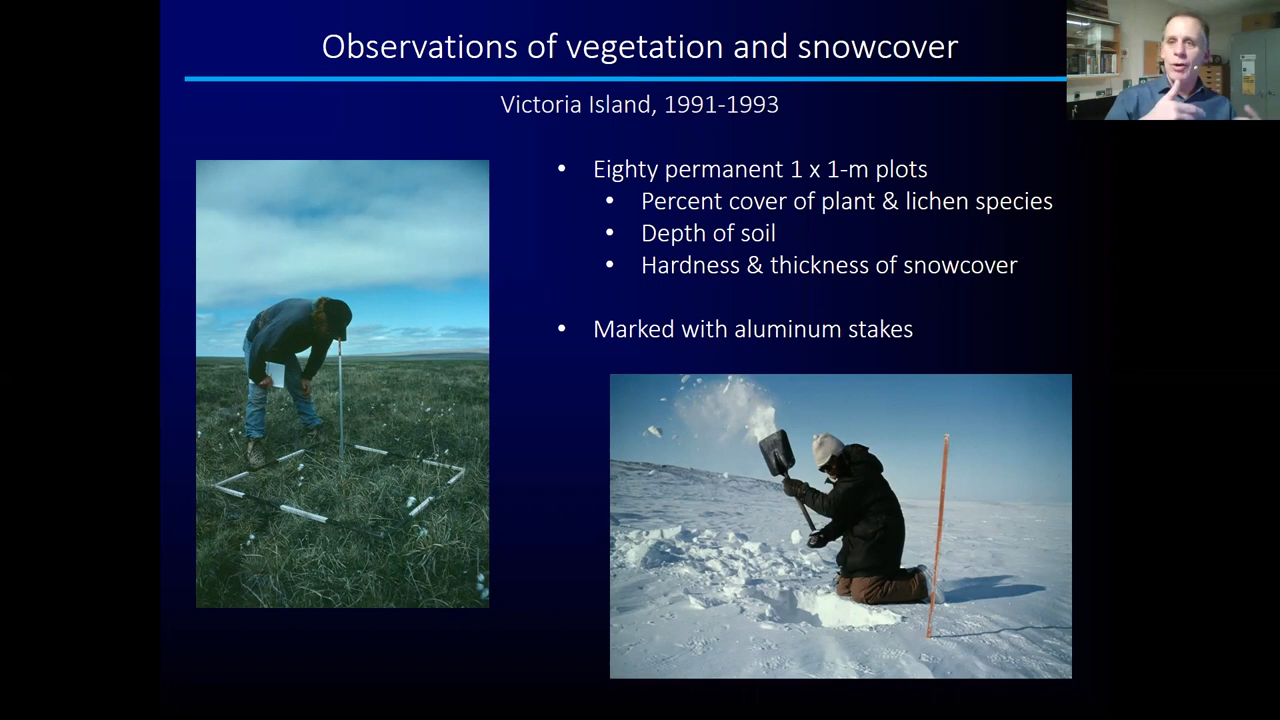 Observations of vegetation and snowcover
Victoria Island, 1991-1993
• Eighty permanent 1 x 1-m plots
• Percent cover of plant & lichen species
• Depth of soil
• Hardness & thickness of snowcover
• Marked with aluminum stakes